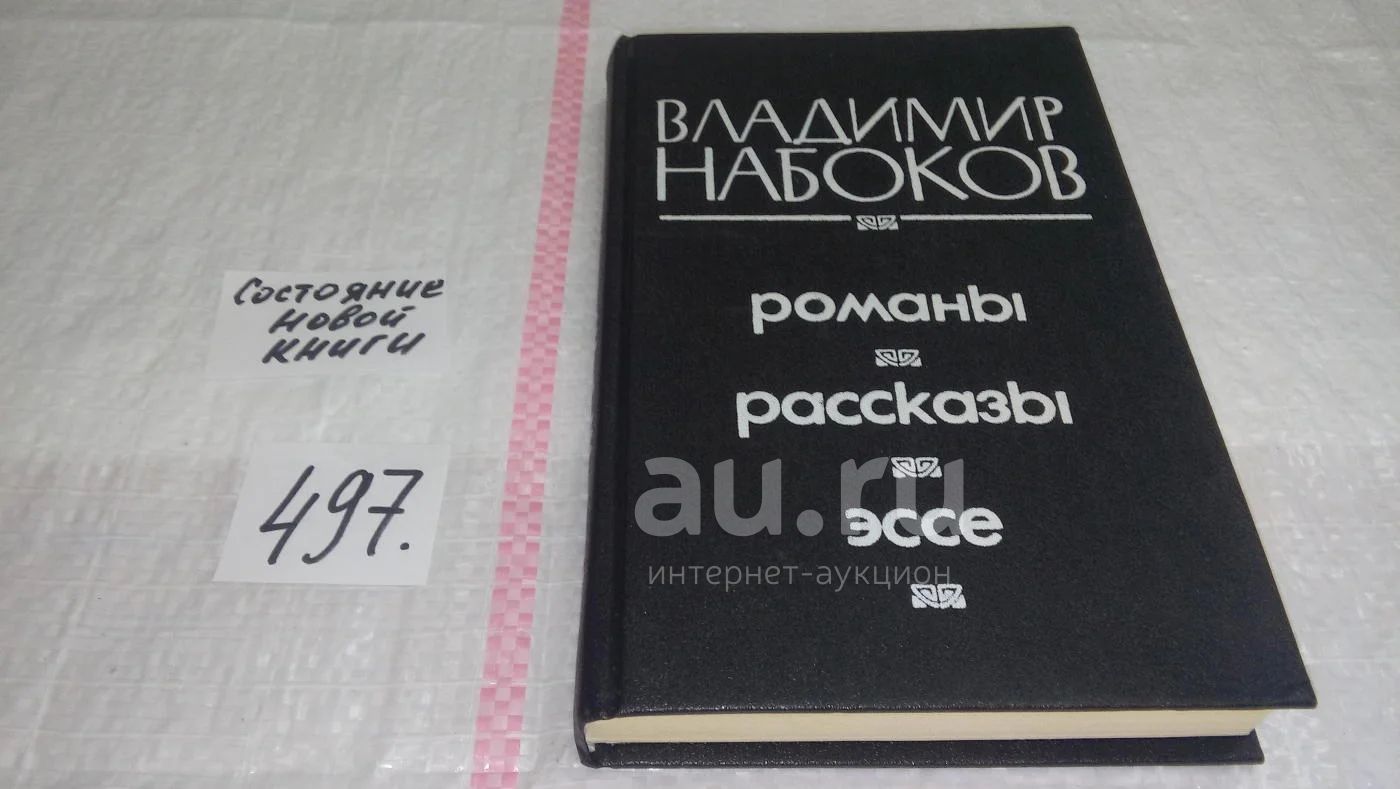 Состояние
новой
книги
497.
ВЛАДИМИР
НАБОКОВ
романы
рассказы
эссе
au.ru
интернет-аукцион